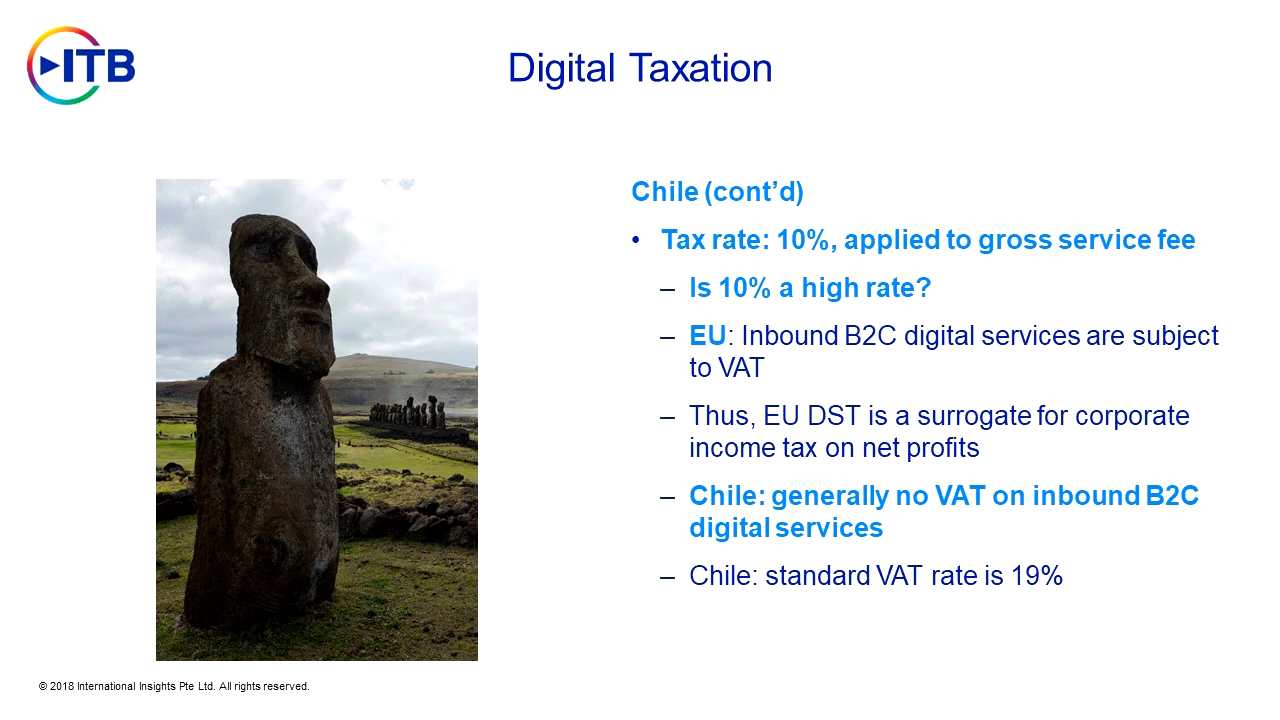 ITB
Digital Taxation
Chile (cont’d)
• Tax rate: 10%, applied to gross service fee
– Is 10% a high rate?
– EU: Inbound B2C digital services are subject
to VAT
– Thus, EU DST is a surrogate for corporate
income tax on net profits
– Chile: generally no VAT on inbound B2C
digital services
– Chile: standard VAT rate is 19%
© 2018 International Insights Pte Ltd. All rights reserved.